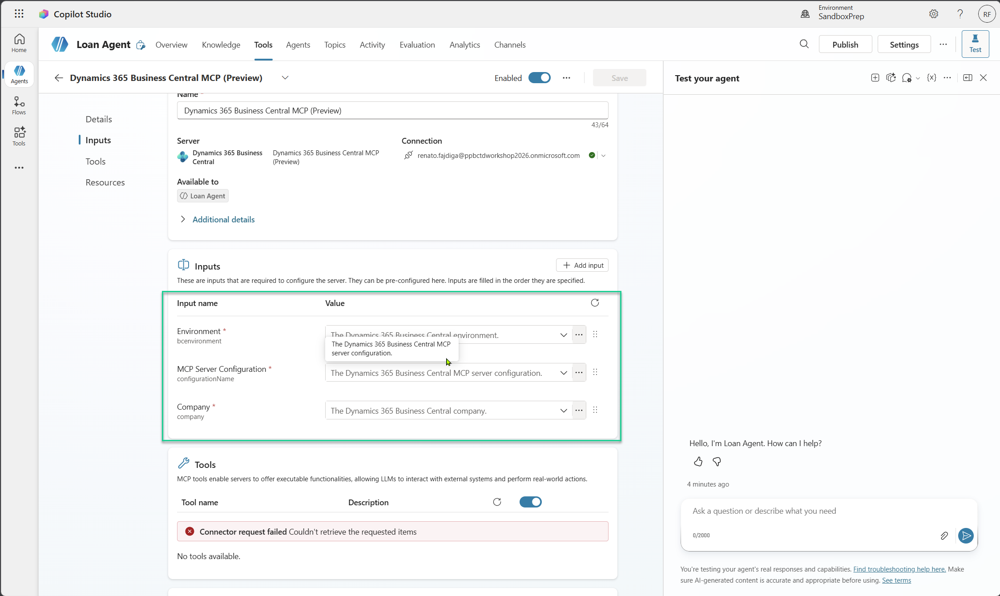 Copilot Studio
Environment
SandboxPrep
RF
Home
Agents
Flows
Tools
Loan Agent
Overview
Knowledge
Tools
Agents
Topics
Activity
Evaluation
Analytics
Channels
Publish
Settings
Test
Dynamics 365 Business Central MCP (Preview)
Enabled
Save
Details
Inputs
Tools
Resources
Name *
Dynamics 365 Business Central MCP (Preview)
43/64
Server
Dynamics 365 Business
Central
Dynamics 365 Business Central MCP
(Preview)
Connection
renato.fajdiga@ppbctdworkshop2026.onmicrosoft.com
Available to
Loan Agent
Additional details
Inputs
Add input
These are inputs that are required to configure the server. They can be pre-configured here. Inputs are filled in the order they are specified.
Input name
Value
Environment *
bcenvironment
The Dynamics 365 Business Central environment.
The Dynamics 365 Business Central MCP
server configuration.
MCP Server Configuration *
configurationName
The Dynamics 365 Business Central MCP server configuration.
Company *
company
The Dynamics 365 Business Central company.
Tools
MCP tools enable servers to offer executable functionalities, allowing LLMs to interact with external systems and perform real-world actions.
Tool name
Description
Connector request failed Couldn't retrieve the requested items
No tools available.
Test your agent
Hello, I'm Loan Agent. How can I help?
4 minutes ago
Ask a question or describe what you need
0/2000
You're testing your agent's real responses and capabilities. Find troubleshooting help here. Make
sure AI-generated content is accurate and appropriate before using. See terms